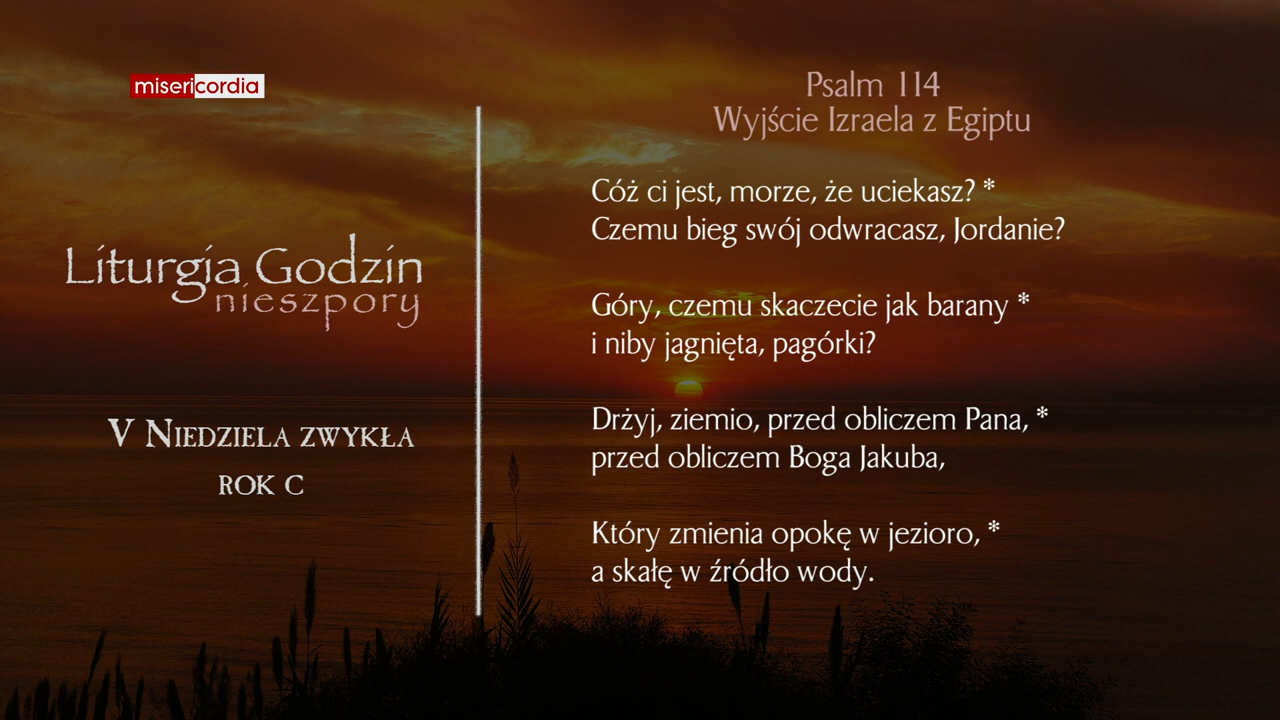 misericordia
Liturgia Godzin
nieszpory
V Niedziela zwykła
rok C
Psalm 114
Wyjście Izraela z Egiptu
Cóż ci jest, morze, że uciekasz? *
Czemu bieg swój odwracasz, Jordanie?
Góry, czemu skaczecie jak barany *
i niby jagnięta, pagórki?
Drżyj, ziemio, przed obliczem Pana, *
przed obliczem Boga Jakuba,
Który zmienia opokę w jezioro, *
a skałę w źródło wody.